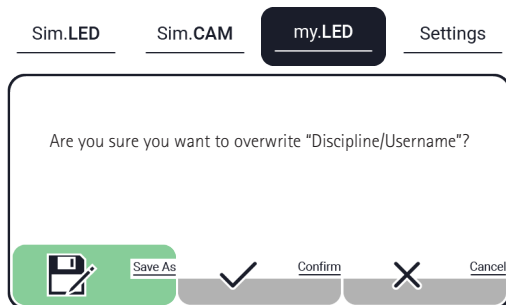 Sim.LED Sim.CAM my.LED Settings
Are you sure you want to overwrite “Discipline/Username”?
Save As Confirm Cancel